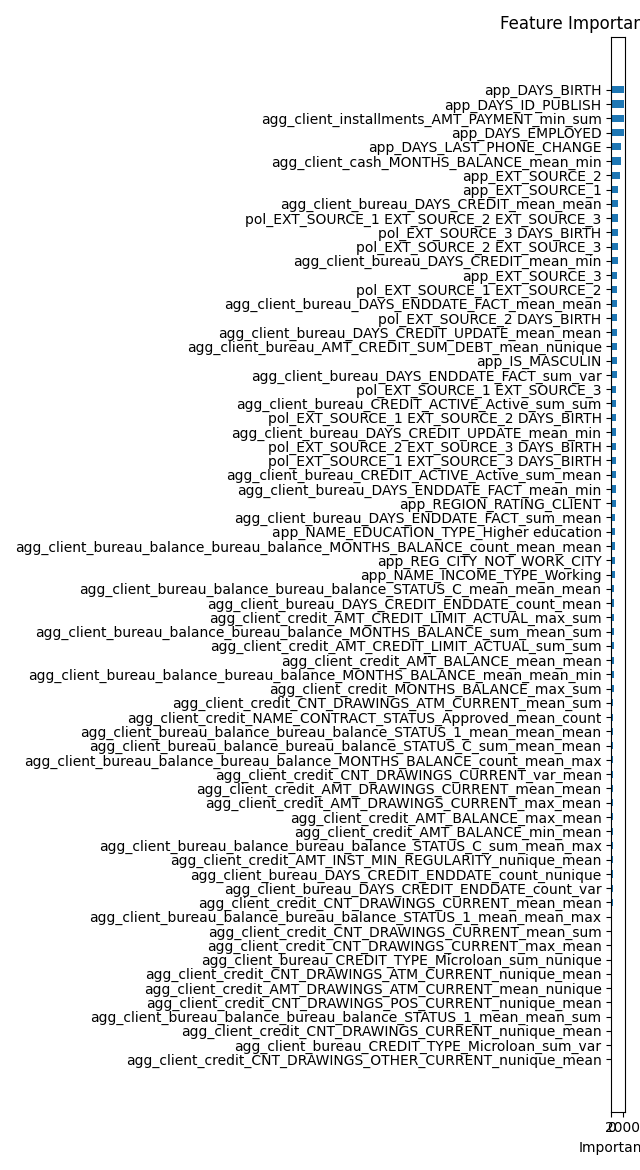 Feature Importan
app_DAYS_BIRTH
app_DAYS_ID_PUBLISH
agg_client_installments_AMT_PAYMENT_min_sum
app_DAYS_EMPLOYED
app_DAYS_LAST_PHONE_CHANGE
agg_client_cash_MONTHS_BALANCE_mean_min
app_EXT_SOURCE_2
app_EXT_SOURCE_1
agg_client_bureau_DAYS_CREDIT_mean_mean
pol_EXT_SOURCE_1 EXT_SOURCE_2 EXT_SOURCE_3
pol_EXT_SOURCE_3 DAYS_BIRTH
pol_EXT_SOURCE_2 EXT_SOURCE_3
agg_client_bureau_DAYS_CREDIT_mean_min
app_EXT_SOURCE_3
pol_EXT_SOURCE_1 EXT_SOURCE_2
agg_client_bureau_DAYS_ENDDATE_FACT_mean_mean
pol_EXT_SOURCE_2 DAYS_BIRTH
agg_client_bureau_DAYS_CREDIT_UPDATE_mean_mean
agg_client_bureau_AMT_CREDIT_SUM_DEBT_mean_nunique
app_IS_MASCULIN
agg_client_bureau_DAYS_ENDDATE_FACT_sum_var
pol_EXT_SOURCE_1 EXT_SOURCE_3
agg_client_bureau_CREDIT_ACTIVE_Active_sum_sum
pol_EXT_SOURCE_1 EXT_SOURCE_2 DAYS_BIRTH
agg_client_bureau_DAYS_CREDIT_UPDATE_mean_min
pol_EXT_SOURCE_2 EXT_SOURCE_3 DAYS_BIRTH
pol_EXT_SOURCE_1 EXT_SOURCE_3 DAYS_BIRTH
agg_client_bureau_CREDIT_ACTIVE_Active_sum_mean
agg_client_bureau_DAYS_ENDDATE_FACT_mean_min
app_REGION_RATING_CLIENT
agg_client_bureau_DAYS_ENDDATE_FACT_sum_mean
app_NAME_EDUCATION_TYPE_Higher education
agg_client_bureau_balance_bureau_balance_MONTHS_BALANCE_count_mean_mean
app_REG_CITY_NOT_WORK_CITY
app_NAME_INCOME_TYPE_Working
agg_client_bureau_balance_bureau_balance_STATUS_C_mean_mean_mean
agg_client_bureau_DAYS_CREDIT_ENDDATE_count_mean
agg_client_credit_AMT_CREDIT_LIMIT_ACTUAL_max_sum
agg_client_bureau_balance_bureau_balance_MONTHS_BALANCE_sum_mean_sum
agg_client_credit_AMT_CREDIT_LIMIT_ACTUAL_sum_sum
agg_client_credit_AMT_BALANCE_mean_mean
agg_client_bureau_balance_bureau_balance_MONTHS_BALANCE_mean_mean_min
agg_client_credit_MONTHS_BALANCE_max_sum
agg_client_credit_CNT_DRAWINGS_ATM_CURRENT_mean_sum
agg_client_credit_NAME_CONTRACT_STATUS_Approved_mean_count
agg_client_bureau_balance_bureau_balance_STATUS_1_mean_mean_mean
agg_client_bureau_balance_bureau_balance_STATUS_C_sum_mean_mean
agg_client_bureau_balance_bureau_balance_MONTHS_BALANCE_count_mean_max
agg_client_credit_CNT_DRAWINGS_CURRENT_var_mean
agg_client_credit_AMT_DRAWINGS_CURRENT_mean_mean
agg_client_credit_AMT_DRAWINGS_CURRENT_max_mean
agg_client_credit_AMT_BALANCE_max_mean
agg_client_credit_AMT_BALANCE_min_mean
agg_client_bureau_balance_bureau_balance_STATUS_C_sum_mean_max
agg_client_credit_AMT_INST_MIN_REGULARITY_nunique_mean
agg_client_bureau_DAYS_CREDIT_ENDDATE_count_nunique
agg_client_bureau_DAYS_CREDIT_ENDDATE_count_var
agg_client_credit_CNT_DRAWINGS_CURRENT_mean_mean
agg_client_bureau_balance_bureau_balance_STATUS_1_mean_mean_max
agg_client_credit_CNT_DRAWINGS_CURRENT_mean_sum
agg_client_credit_CNT_DRAWINGS_CURRENT_max_mean
agg_client_bureau_CREDIT_TYPE_Microloan_sum_nunique
agg_client_credit_CNT_DRAWINGS_ATM_CURRENT_nunique_mean
agg_client_credit_AMT_DRAWINGS_ATM_CURRENT_mean_nunique
agg_client_credit_CNT_DRAWINGS_POS_CURRENT_nunique_mean
agg_client_bureau_balance_bureau_balance_STATUS_1_mean_mean_sum
agg_client_credit_CNT_DRAWINGS_CURRENT_nunique_mean
agg_client_bureau_CREDIT_TYPE_Microloan_sum_var
agg_client_credit_CNT_DRAWINGS_OTHER_CURRENT_nunique_mean
0 2000
Importan